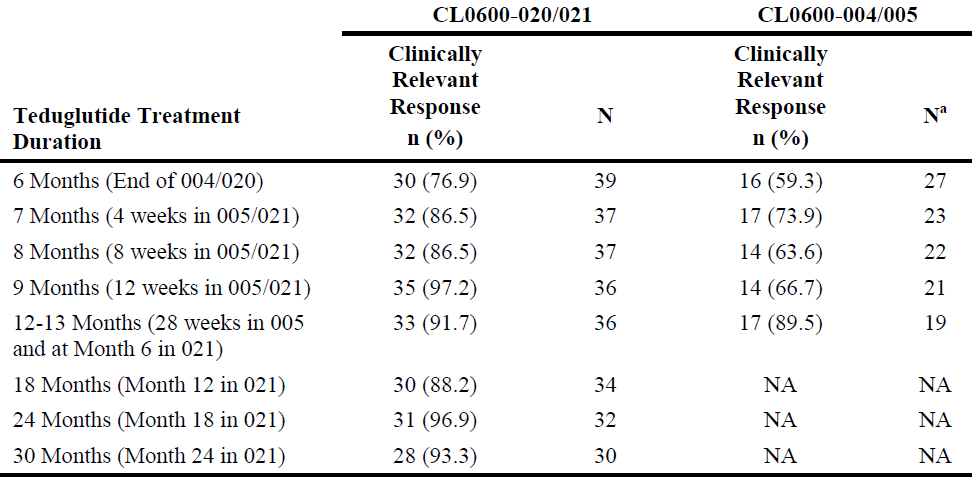 CL0600-020/021 CL0600-004/005
Teduglutide Treatment Duration Clinically Relevant Response n (%) N Clinically Relevant Response n (%) Nᵃ
6 Months (End of 004/020) 30 (76.9) 39 16 (59.3) 27
7 Months (4 weeks in 005/021) 32 (86.5) 37 17 (73.9) 23
8 Months (8 weeks in 005/021) 32 (86.5) 37 14 (63.6) 22
9 Months (12 weeks in 005/021) 35 (97.2) 36 14 (66.7) 21
12-13 Months (28 weeks in 005 33 (91.7) 36 17 (89.5) 19
and at Month 6 in 021)
18 Months (Month 12 in 021) 30 (88.2) 34 NA NA
24 Months (Month 18 in 021) 31 (96.9) 32 NA NA
30 Months (Month 24 in 021) 28 (93.3) 30 NA NA